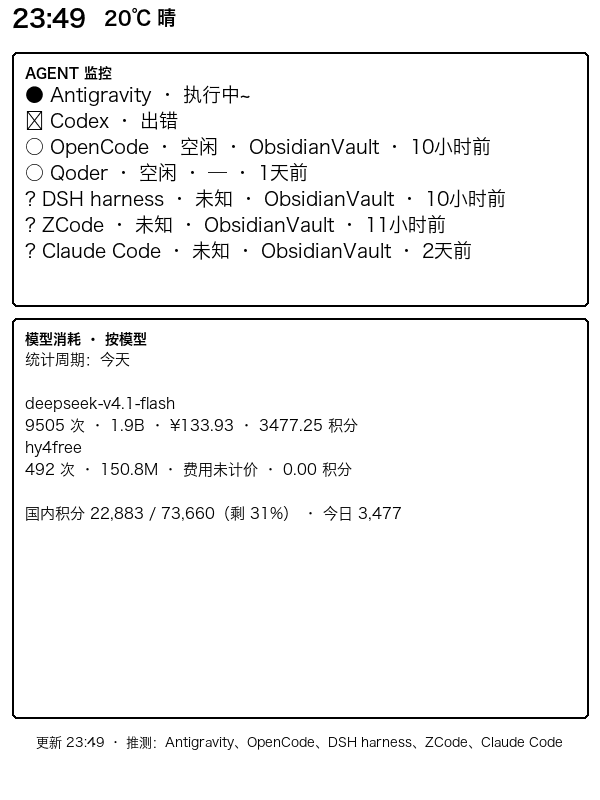 23:49 20℃ 晴
AGENT 监控
● Antigravity · 执行中~
☒ Codex · 出错
○ OpenCode · 空闲 · ObsidianVault · 10小时前
○ Qoder · 空闲 · — · 1天前
? DSH harness · 未知 · ObsidianVault · 10小时前
? ZCode · 未知 · ObsidianVault · 11小时前
? Claude Code · 未知 · ObsidianVault · 2天前
模型消耗 · 按模型
统计周期：今天
deepseek-v4.1-flash
9505 次 · 1.9B · ¥133.93 · 3477.25 积分
hy4free
492 次 · 150.8M · 费用未计价 · 0.00 积分
国内积分 22,883 / 73,660（剩 31%） · 今日 3,477
更新 23:49 · 推测：Antigravity、OpenCode、DSH harness、ZCode、Claude Code